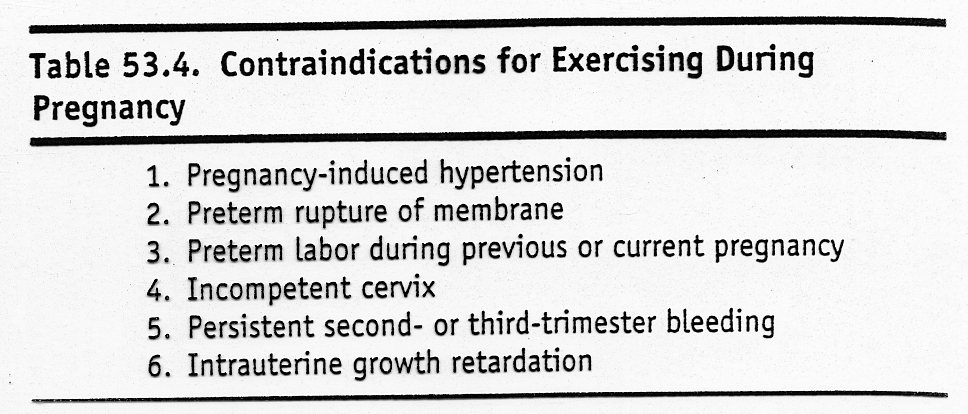 Table 53.4. Contraindications for Exercising During
Pregnancy
1. Pregnancy-induced hypertension
2. Preterm rupture of membrane
3. Preterm labor during previous or current pregnancy
4. Incompetent cervix
5. Persistent second- or third-trimester bleeding
6. Intrauterine growth retardation